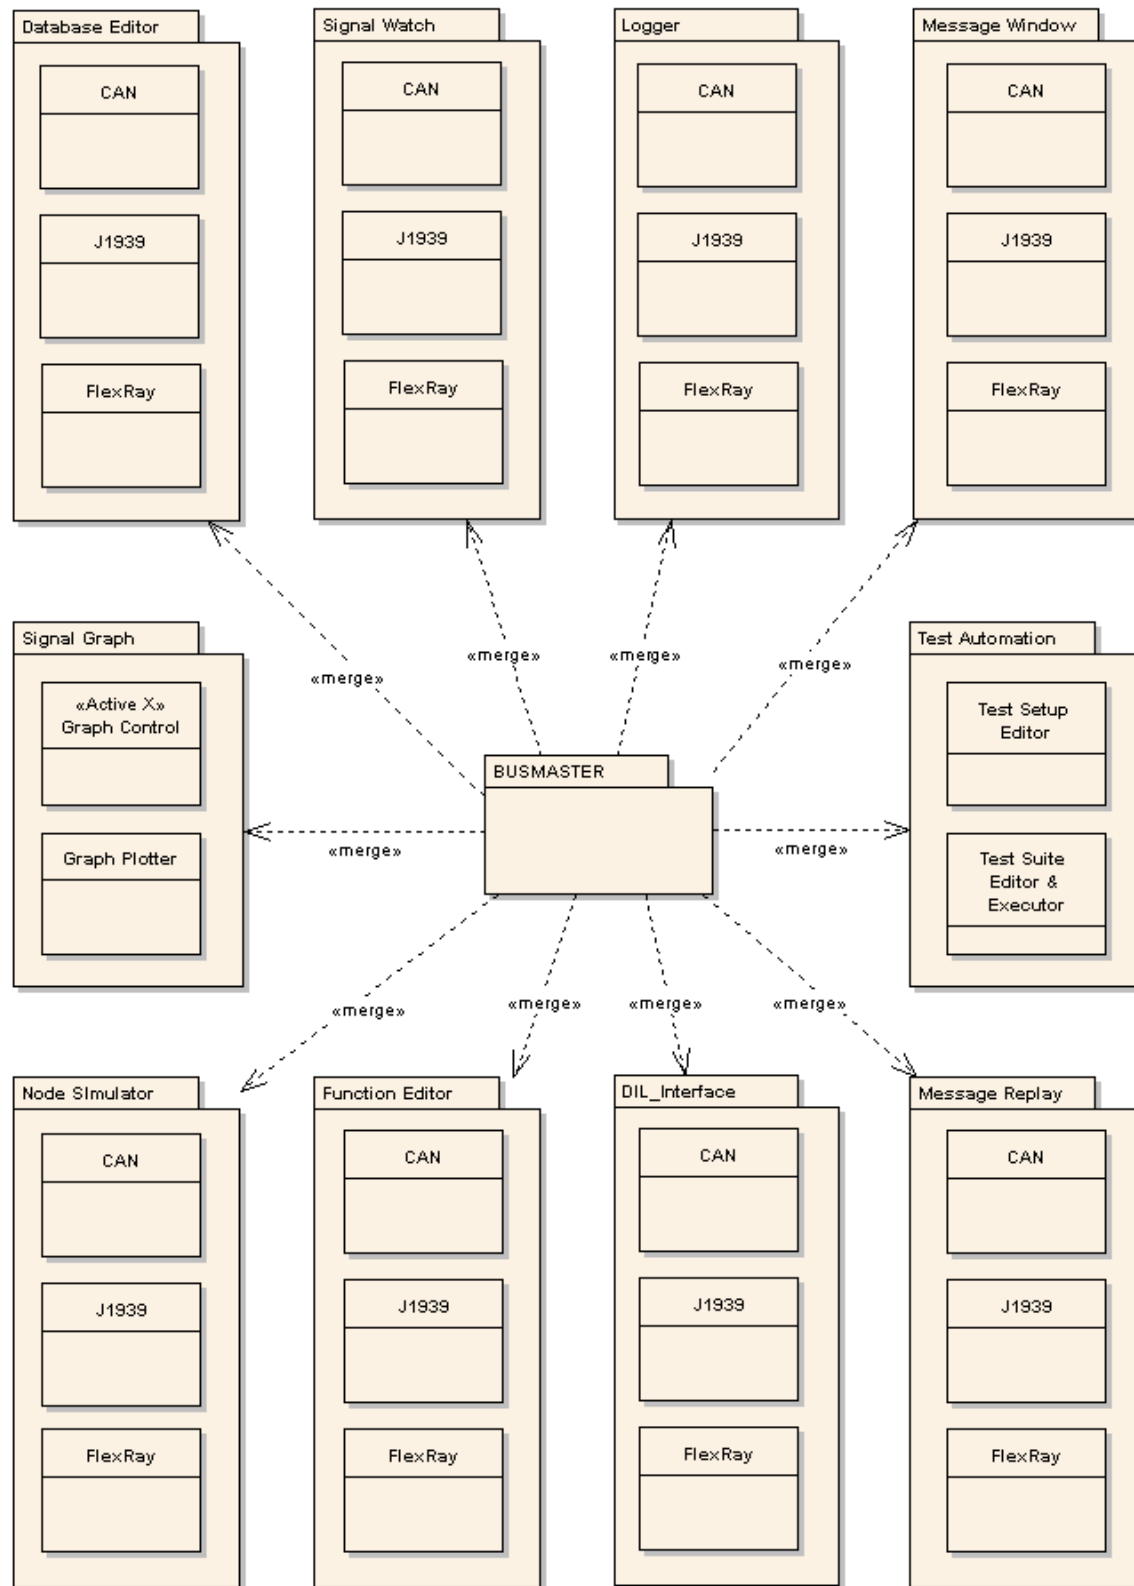 Database Editor
CAN
J1939
FlexRay
Signal Watch
CAN
J1939
FlexRay
Logger
CAN
J1939
FlexRay
Message Window
CAN
J1939
FlexRay
«merge»
«merge»
«merge»
«merge»
Signal Graph
«Active X»
Graph Control
Graph Plotter
«merge»
BUSMASTER
«merge»
Test Automation
Test Setup
Editor
Test Suite
Editor &
Executor
«merge»
«merge»
«merge»
«merge»
Node SImulator
CAN
J1939
FlexRay
Function Editor
CAN
J1939
FlexRay
DIL_Interface
CAN
J1939
FlexRay
Message Replay
CAN
J1939
FlexRay